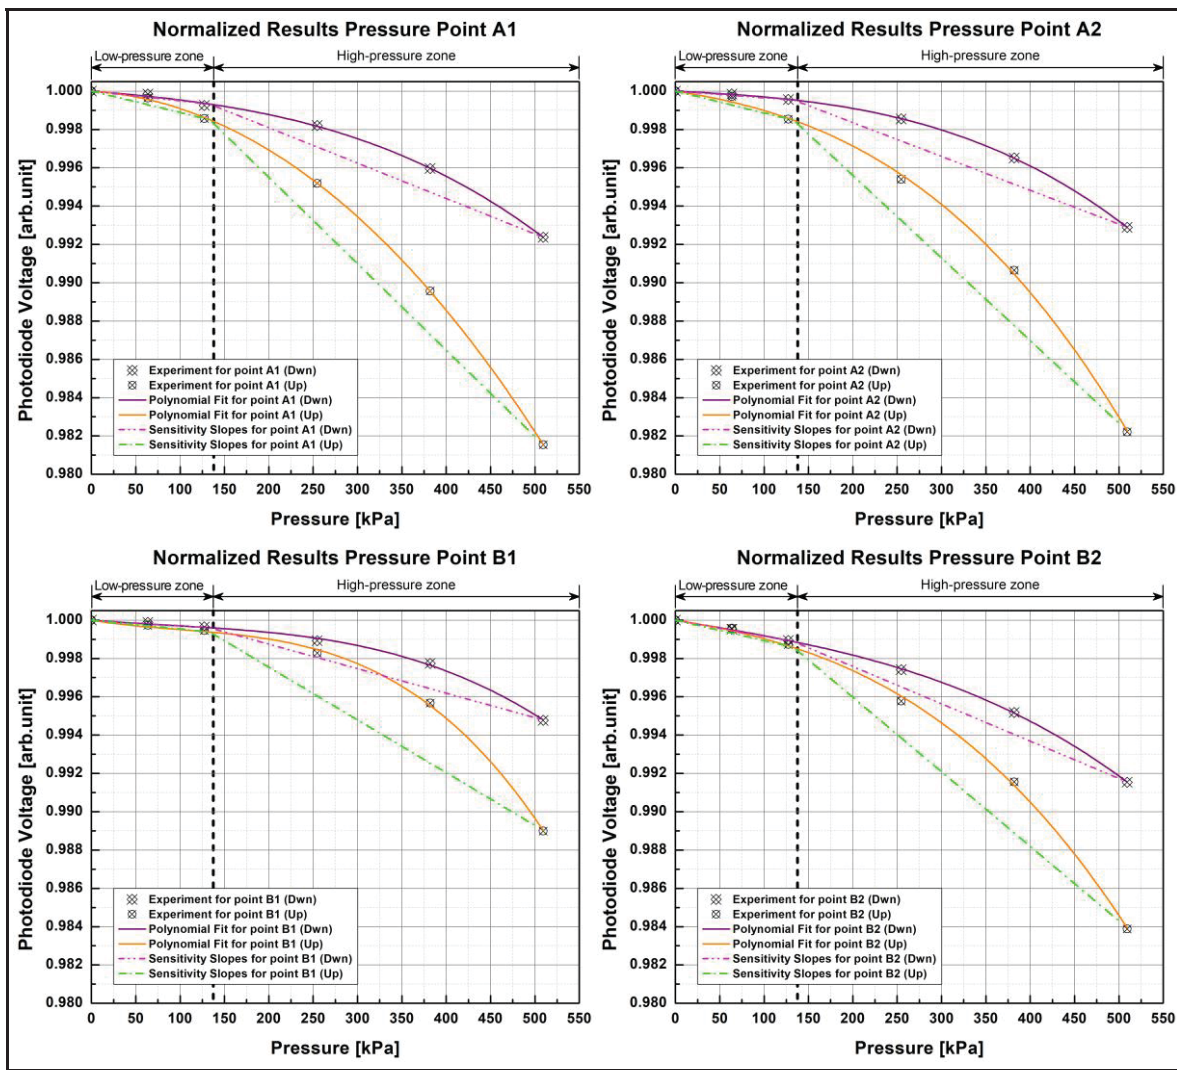 Normalized Results Pressure Point A1
Low-pressure zone High-pressure zone
1.000
0.998
0.996
0.994
0.992
0.990
0.988
0.986
0.984
0.982
0.980
Photodiode Voltage [arb.unit]
Experiment for point A1 (Dwn)
Experiment for point A1 (Up)
Polynomial Fit for point A1 (Dwn)
Polynomial Fit for point A1 (Up)
Sensitivity Slopes for point A1 (Dwn)
Sensitivity Slopes for point A1 (Up)
0 50 100 150 200 250 300 350 400 450 500 550
Pressure [kPa]
Normalized Results Pressure Point A2
Low-pressure zone High-pressure zone
1.000
0.998
0.996
0.994
0.992
0.990
0.988
0.986
0.984
0.982
0.980
Photodiode Voltage [arb.unit]
Experiment for point A2 (Dwn)
Experiment for point A2 (Up)
Polynomial Fit for point A2 (Dwn)
Polynomial Fit for point A2 (Up)
Sensitivity Slopes for point A2 (Dwn)
Sensitivity Slopes for point A2 (Up)
0 50 100 150 200 250 300 350 400 450 500 550
Pressure [kPa]
Normalized Results Pressure Point B1
Low-pressure zone High-pressure zone
1.000
0.998
0.996
0.994
0.992
0.990
0.988
0.986
0.984
0.982
0.980
Photodiode Voltage [arb.unit]
Experiment for point B1 (Dwn)
Experiment for point B1 (Up)
Polynomial Fit for point B1 (Dwn)
Polynomial Fit for point B1 (Up)
Sensitivity Slopes for point B1 (Dwn)
Sensitivity Slopes for point B1 (Up)
0 50 100 150 200 250 300 350 400 450 500 550
Pressure [kPa]
Normalized Results Pressure Point B2
Low-pressure zone High-pressure zone
1.000
0.998
0.996
0.994
0.992
0.990
0.988
0.986
0.984
0.982
0.980
Photodiode Voltage [arb.unit]
Experiment for point B2 (Dwn)
Experiment for point B2 (Up)
Polynomial Fit for point B2 (Dwn)
Polynomial Fit for point B2 (Up)
Sensitivity Slopes for point B2 (Dwn)
Sensitivity Slopes for point B2 (Up)
0 50 100 150 200 250 300 350 400 450 500 550
Pressure [kPa]